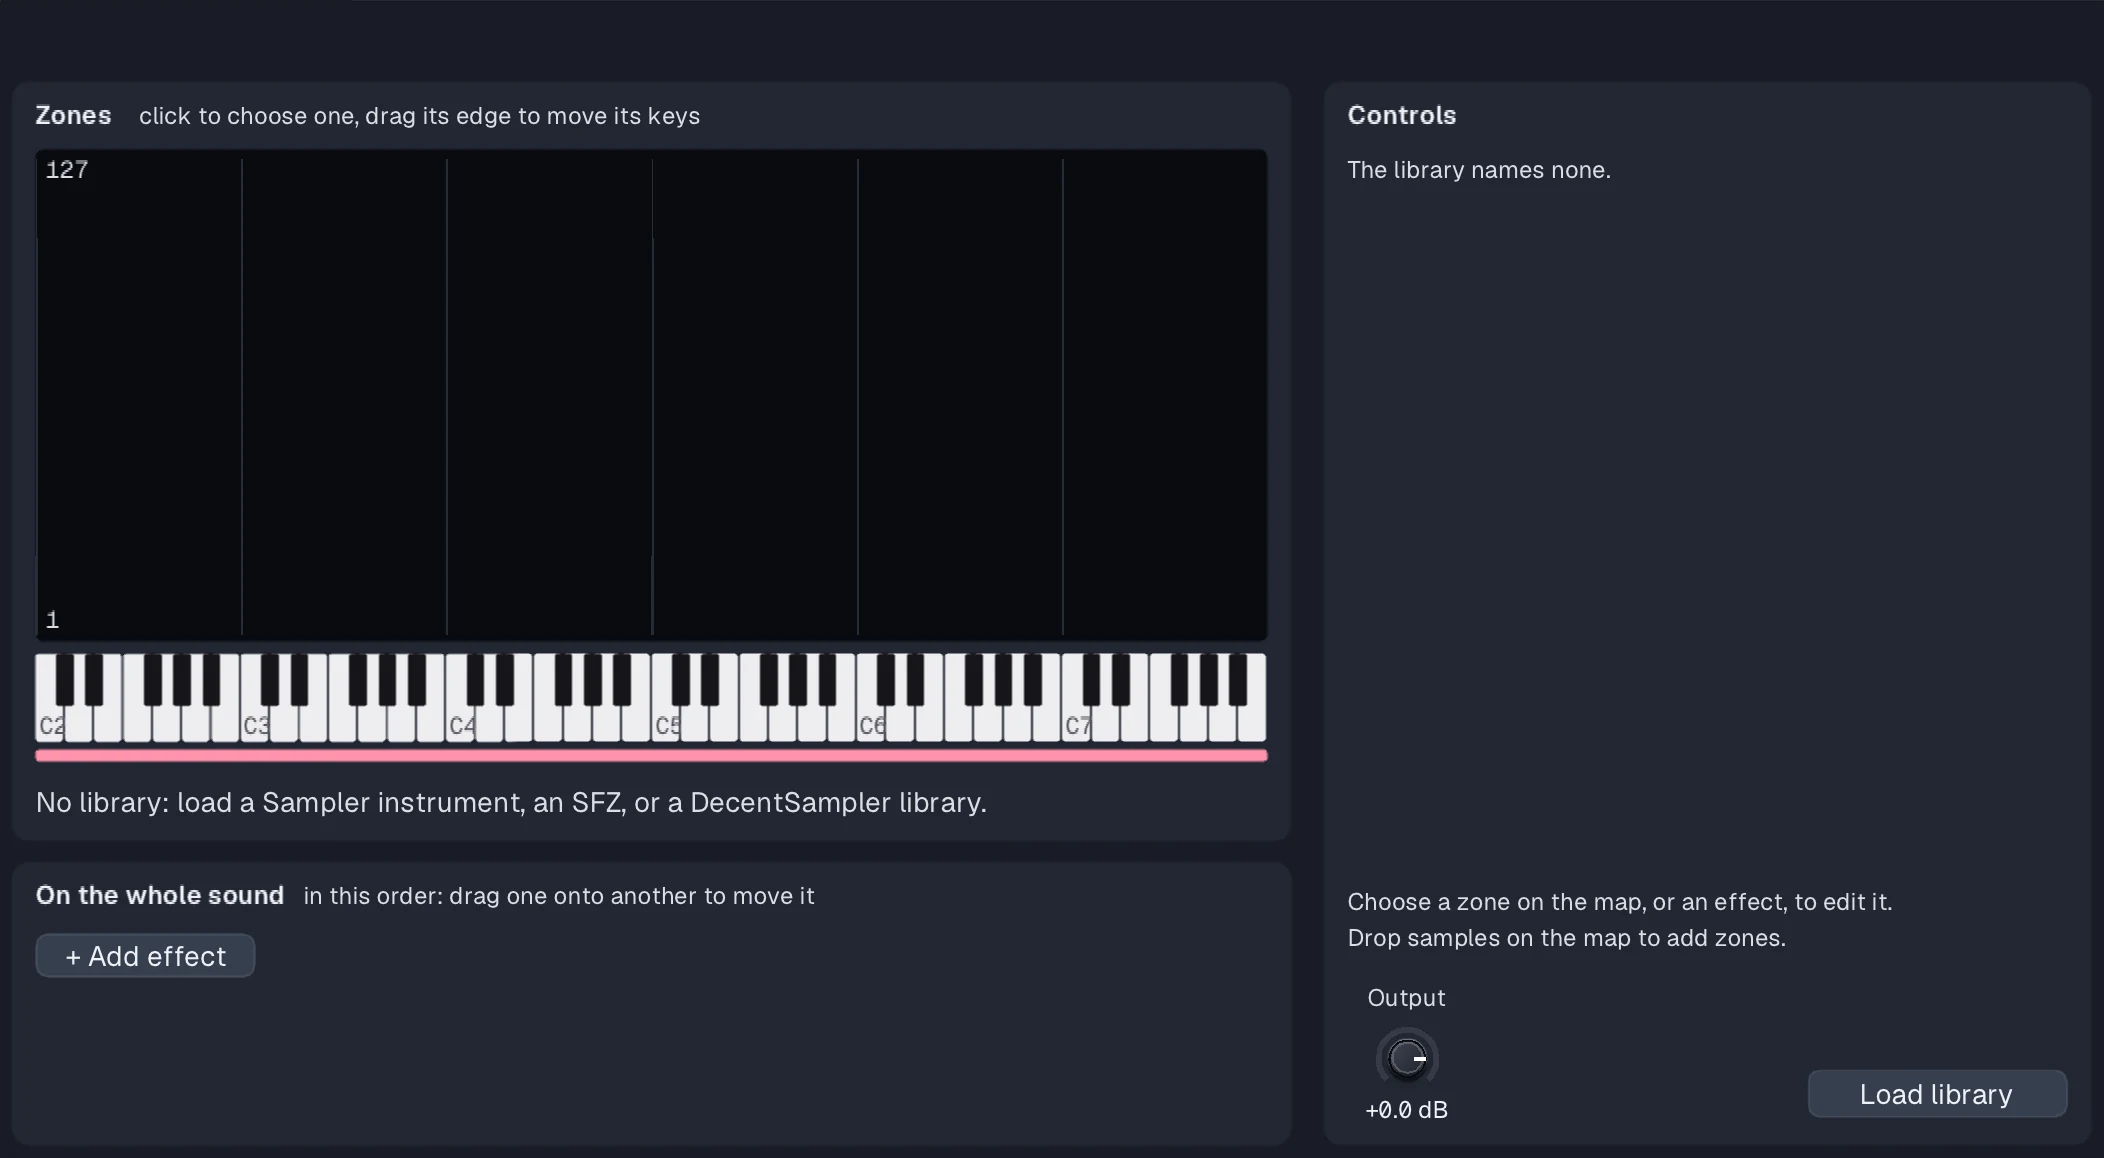 Zones click to choose one, drag its edge to move its keys
127
1
C2 C3 C4 C5 C6 C7
No library: load a Sampler instrument, an SFZ, or a DecentSampler library.
On the whole sound in this order: drag one onto another to move it
+ Add effect
Controls
The library names none.
Choose a zone on the map, or an effect, to edit it.
Drop samples on the map to add zones.
Output
+0.0 dB
Load library